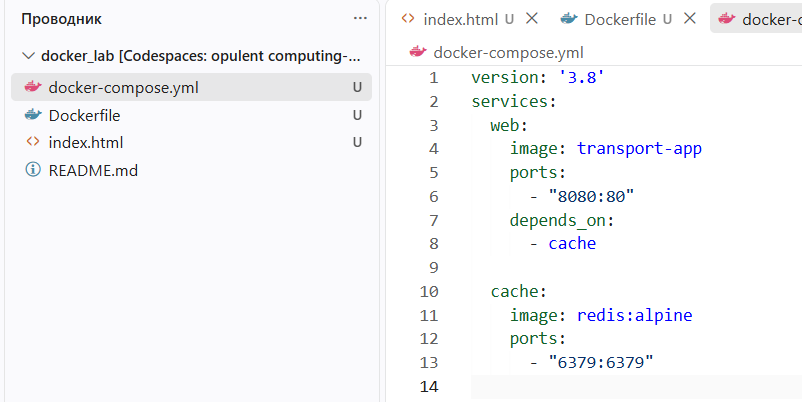 Проводник ...
docker_lab [Codespaces: opulent computing-...
docker-compose.yml U
Dockerfile U
index.html U
README.md
index.html U Dockerfile U docker-c
docker-compose.yml
1 version: '3.8'
2 services:
3   web:
4     image: transport-app
5     ports:
6       - "8080:80"
7     depends_on:
8       - cache
9
10   cache:
11     image: redis:alpine
12     ports:
13       - "6379:6379"
14